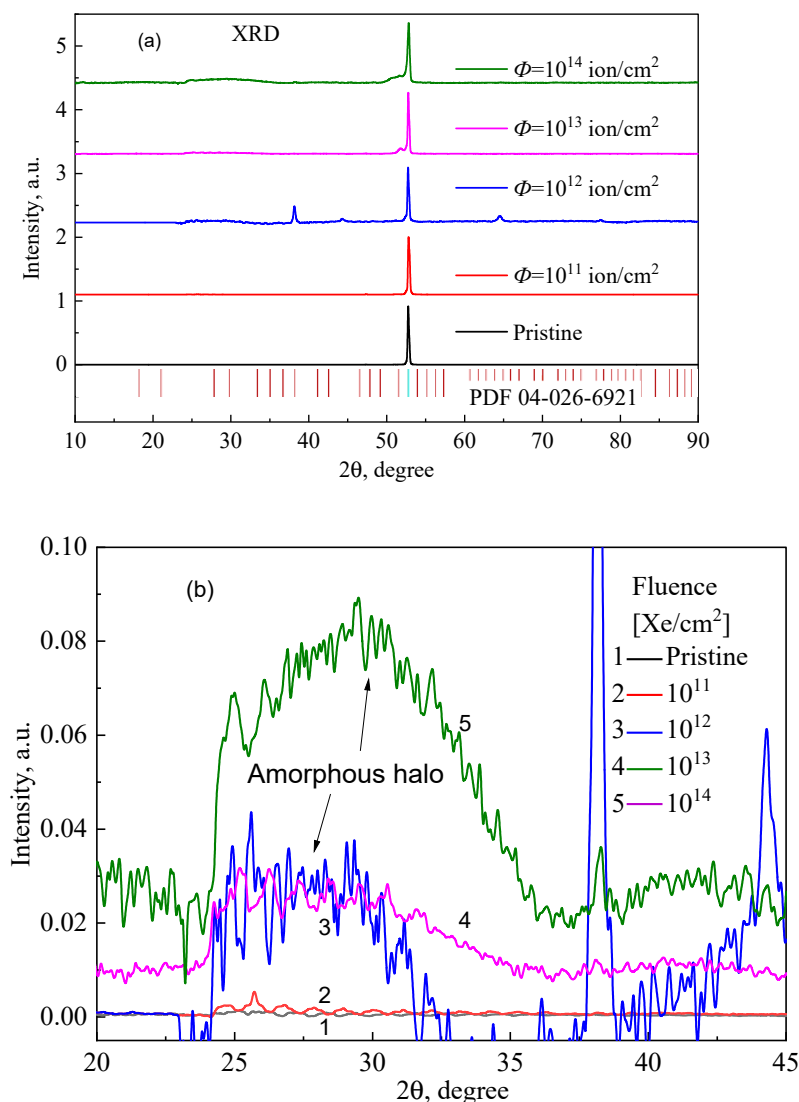 (a)
XRD
Φ=10¹⁴ ion/cm²
Φ=10¹³ ion/cm²
Φ=10¹² ion/cm²
Φ=10¹¹ ion/cm²
Pristine
PDF 04-026-6921
5
4
3
2
1
0
Intensity, a.u.
10 20 30 40 50 60 70 80 90
2θ, degree
(b)
Fluence
[Xe/cm²]
1 Pristine
2 10¹¹
3 10¹²
4 10¹³
5 10¹⁴
5
Amorphous halo
3
4
2
1
0.10
0.08
0.06
0.04
0.02
0.00
Intensity, a.u.
20 25 30 35 40 45
2θ, degree